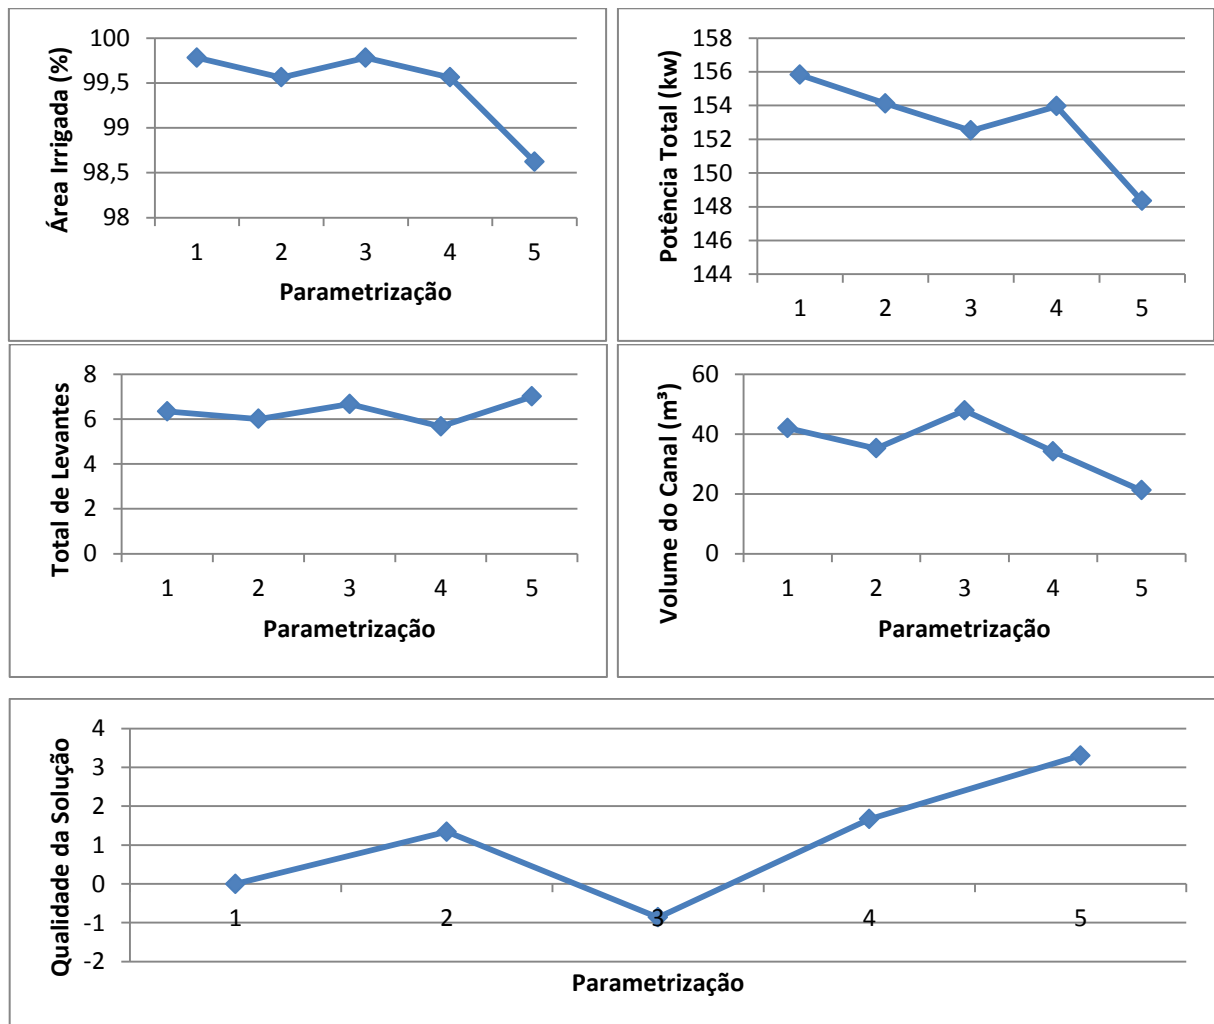 Área Irrigada (%)
100
99,5
99
98,5
98
1 2 3 4 5
Parametrização
Potência Total (kw)
158
156
154
152
150
148
146
144
1 2 3 4 5
Total de Levantes
8
6
4
2
0
1 2 3 4 5
Parametrização
Volume do Canal (m³)
60
40
20
0
1 2 3 4 5
Parametrização
Qualidade da Solução
4
3
2
1
0
-1
-2
1 2 3 4 5
Parametrização